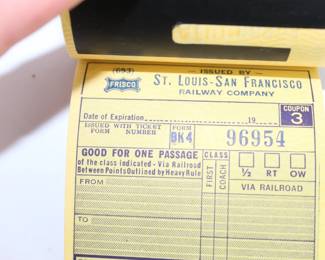 ISSUED BY
(693)
FRISCO
ST. LOUIS-SAN FRANCISCO
RAILWAY COMPANY
Date of Expiration 19
COUPON
3
ISSUED WITH TICKET
FORM NUMBER
FORM
BK4
96954
GOOD FOR ONE PASSAGE
of the class indicated - Via Railroad
Between Points Outlined by Heavy Rule
CLASS
FIRST
COACH
½ RT OW
FROM
VIA RAILROAD
TO